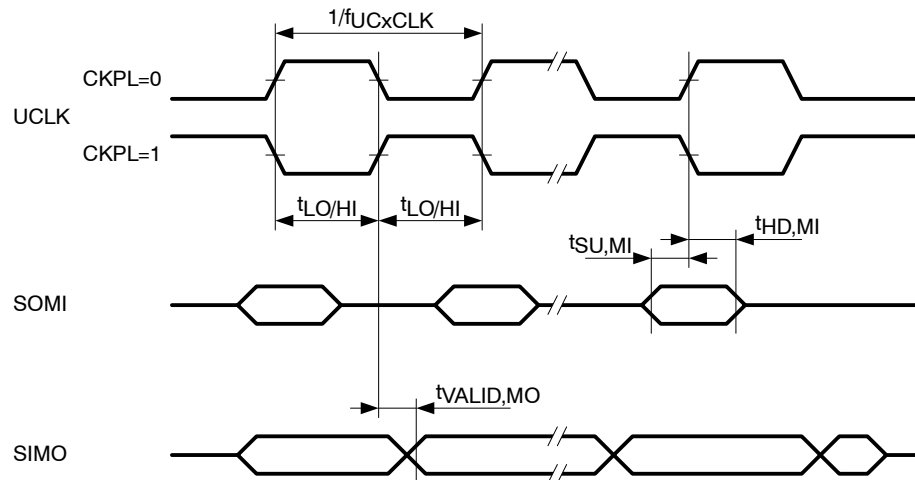 1/fUCxCLK
CKPL=0
UCLK
CKPL=1
tLO/HI tLO/HI
tHD,MI
tSU,MI
SOMI
tVALID,MO
SIMO